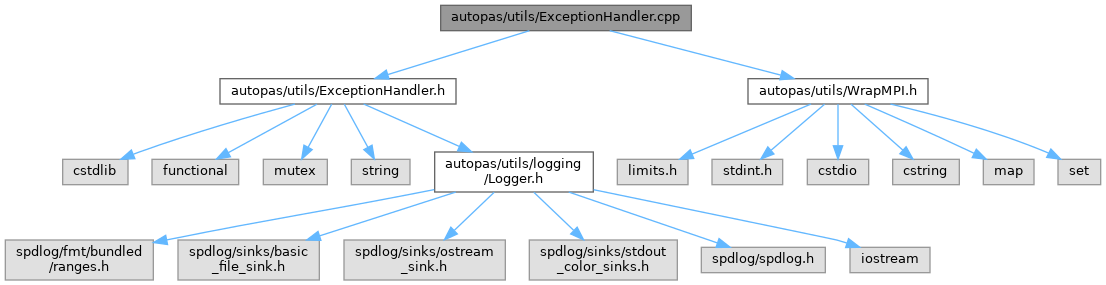 autopas/utils/ExceptionHandler.cpp
autopas/utils/ExceptionHandler.h
autopas/utils/WrapMPI.h
cstdlib
functional
mutex
string
autopas/utils/logging
/Logger.h
limits.h
stdint.h
cstdio
cstring
map
set
spdlog/fmt/bundled
/ranges.h
spdlog/sinks/basic
_file_sink.h
spdlog/sinks/ostream
_sink.h
spdlog/sinks/stdout
_color_sinks.h
spdlog/spdlog.h
iostream